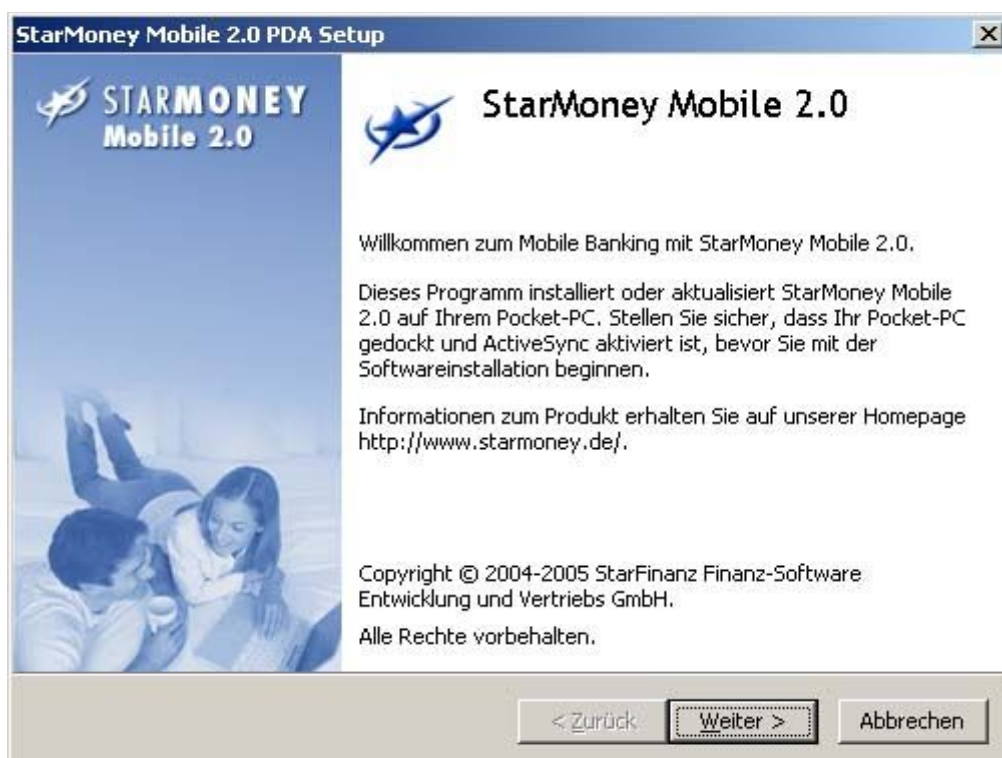 StarMoney Mobile 2.0 PDA Setup
STARMONEY
Mobile 2.0
StarMoney Mobile 2.0
Willkommen zum Mobile Banking mit StarMoney Mobile 2.0.
Dieses Programm installiert oder aktualisiert StarMoney Mobile
2.0 auf Ihrem Pocket-PC. Stellen Sie sicher, dass Ihr Pocket-PC
gedockt und ActiveSync aktiviert ist, bevor Sie mit der
Softwareinstallation beginnen.
Informationen zum Produkt erhalten Sie auf unserer Homepage
http://www.starmoney.de/.
Copyright © 2004-2005 StarFinanz Finanz-Software
Entwicklung und Vertriebs GmbH.
Alle Rechte vorbehalten.
< Zurück Weiter > Abbrechen